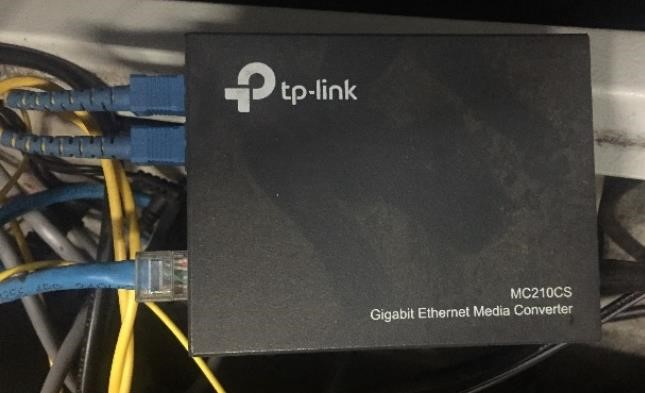 tp-link
MC210CS
Gigabit Ethernet Media Converter